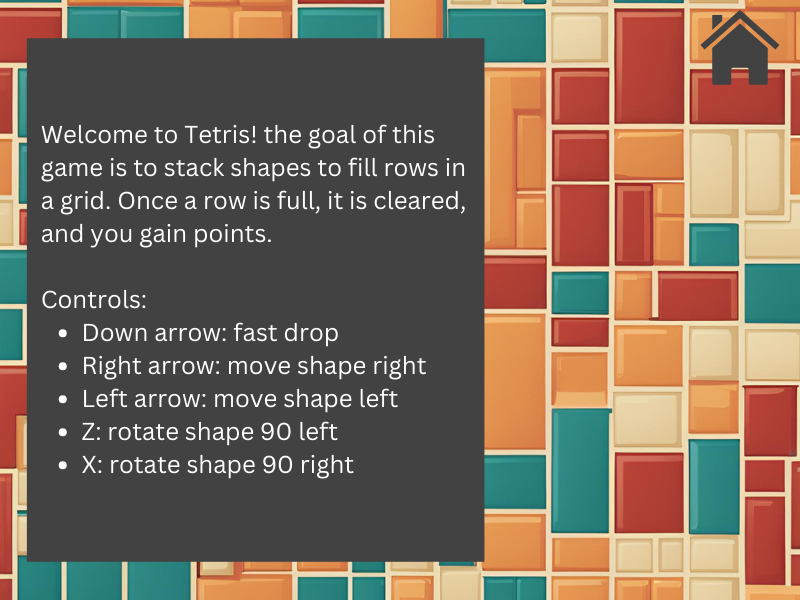 Welcome to Tetris! the goal of this
game is to stack shapes to fill rows in
a grid. Once a row is full, it is cleared,
and you gain points.
Controls:
• Down arrow: fast drop
• Right arrow: move shape right
• Left arrow: move shape left
• Z: rotate shape 90 left
• X: rotate shape 90 right